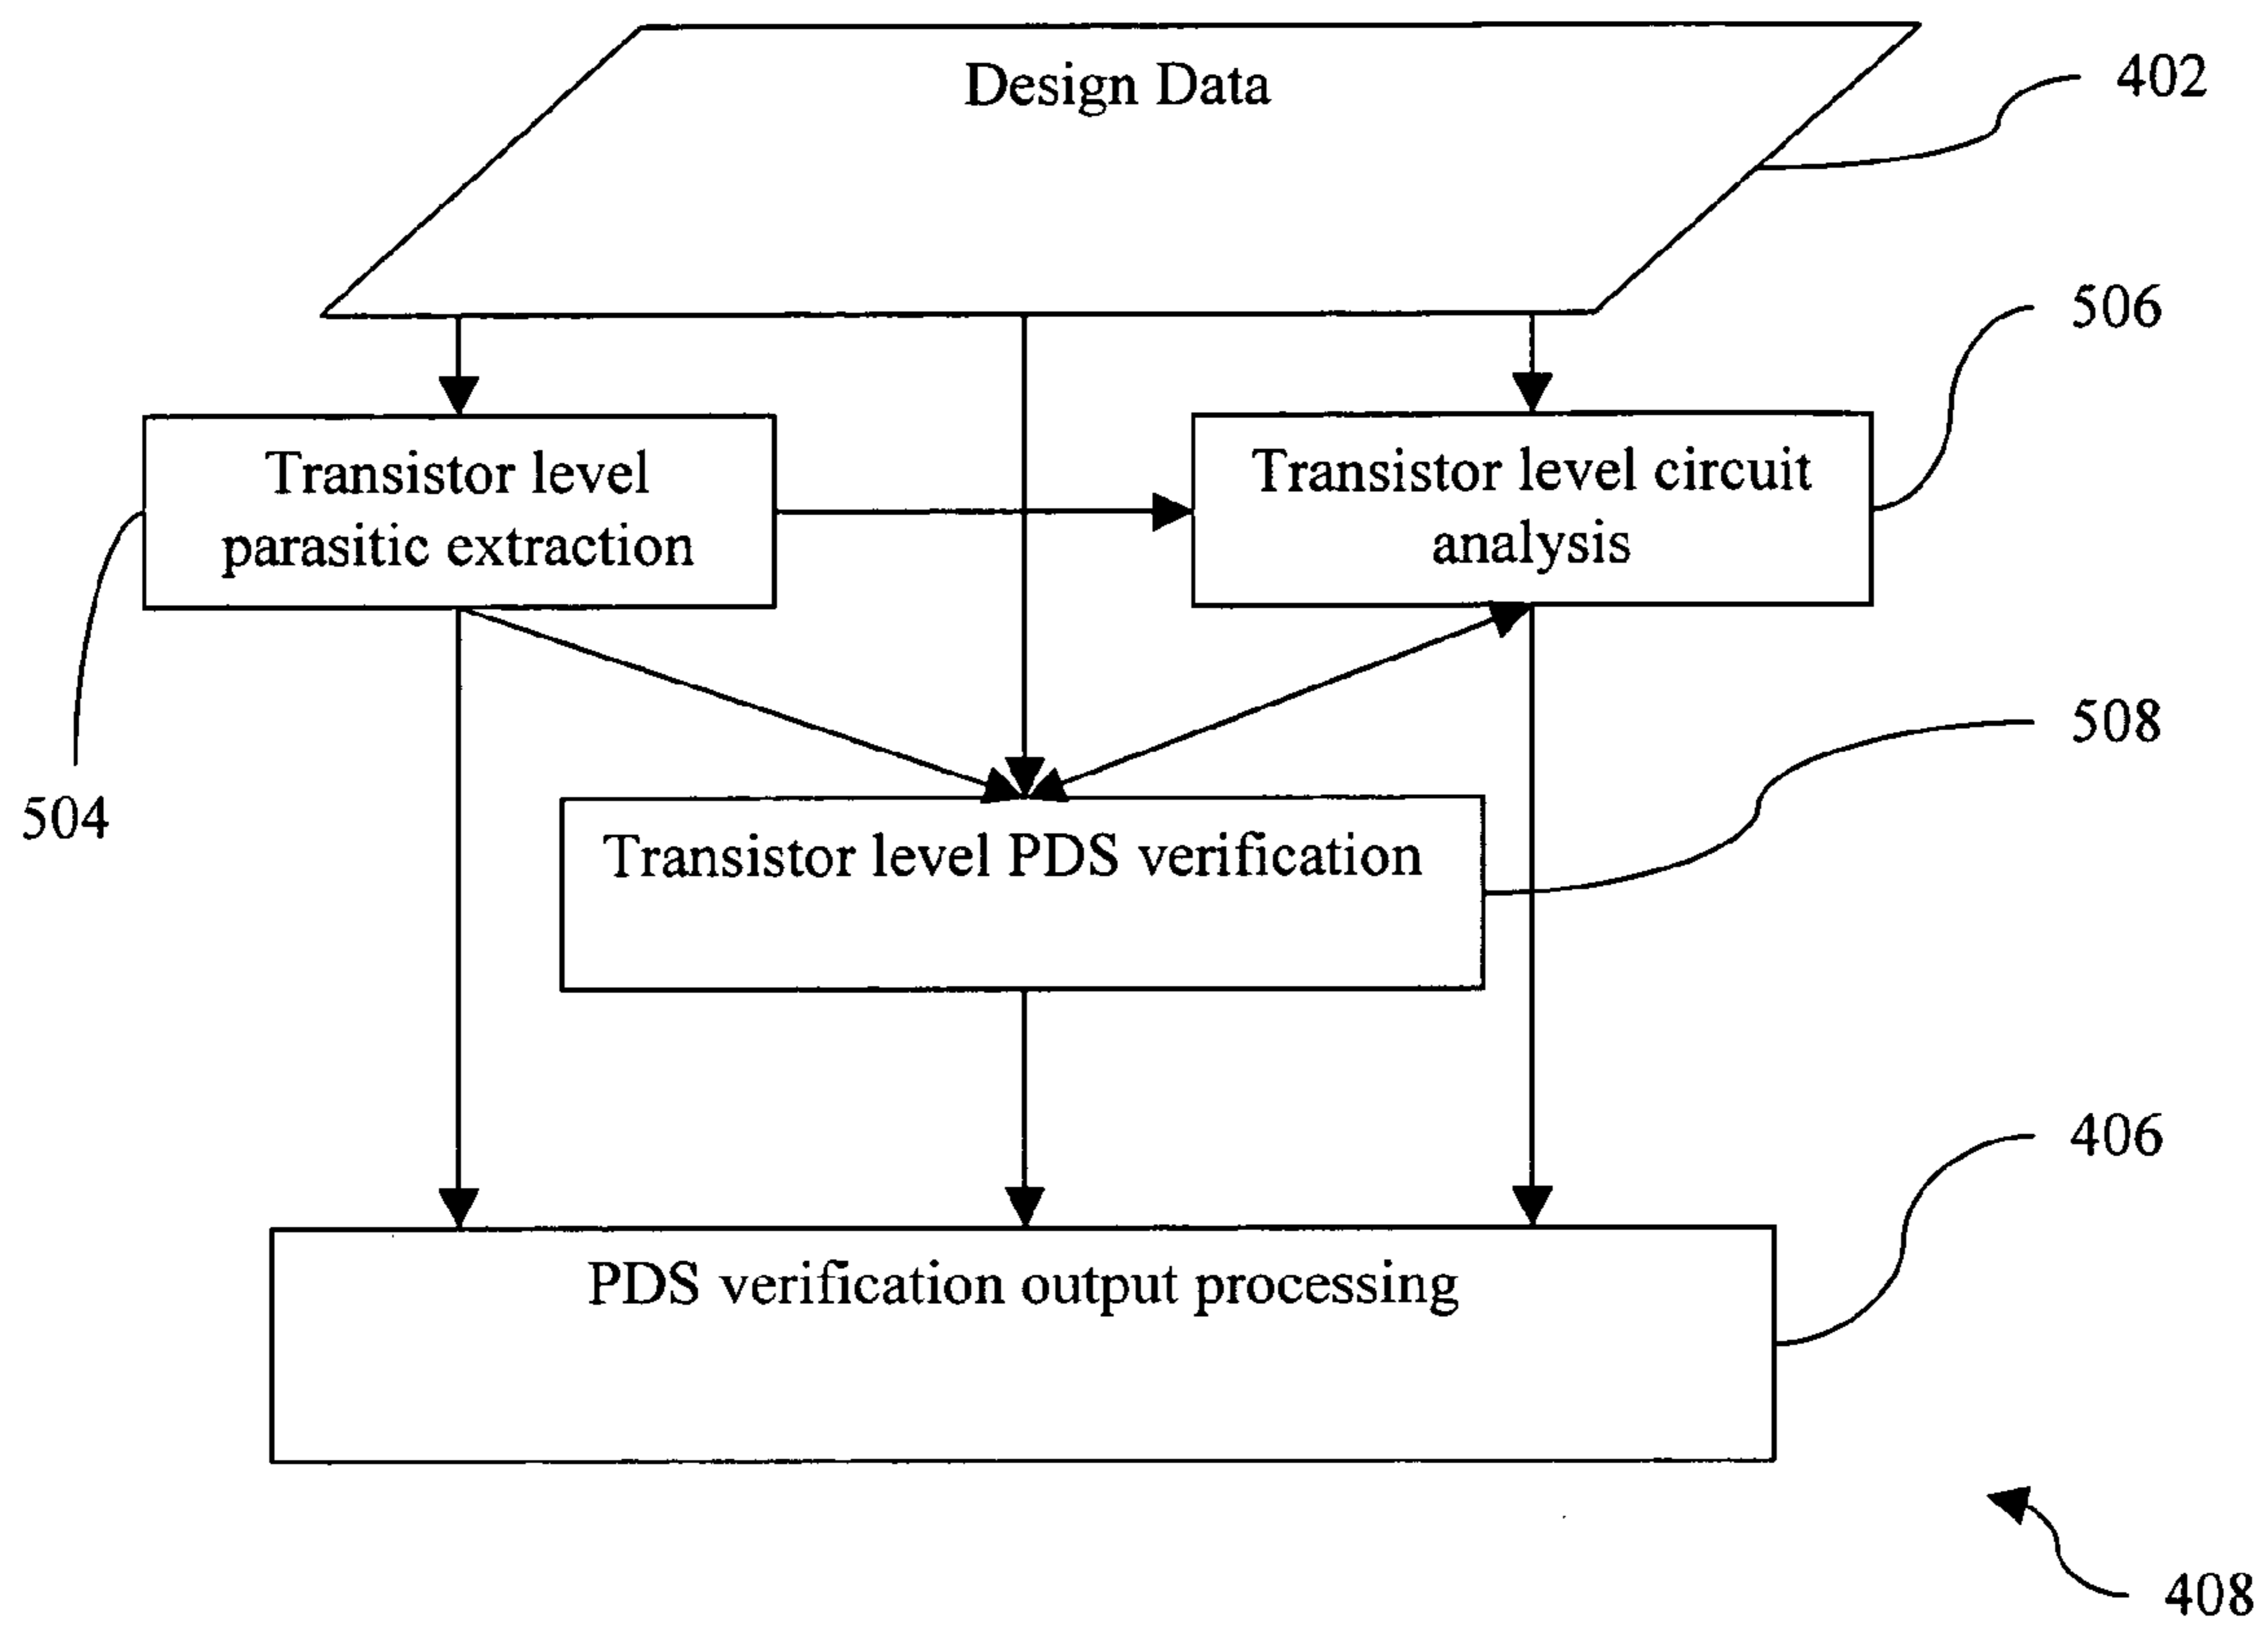 Design Data
402
506
Transistor level
parasitic extraction
Transistor level circuit
analysis
508
504
Transistor level PDS verification
406
PDS verification output processing
408